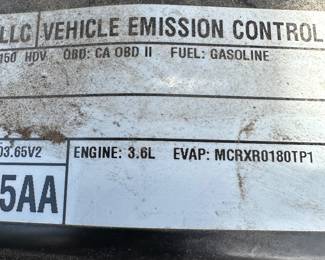 LLC VEHICLE EMISSION CONTROL
150 HDV OBD: CA OBD II FUEL: GASOLINE
03.65V2
ENGINE: 3.6L EVAP: MCRXR0180TP1
5AA